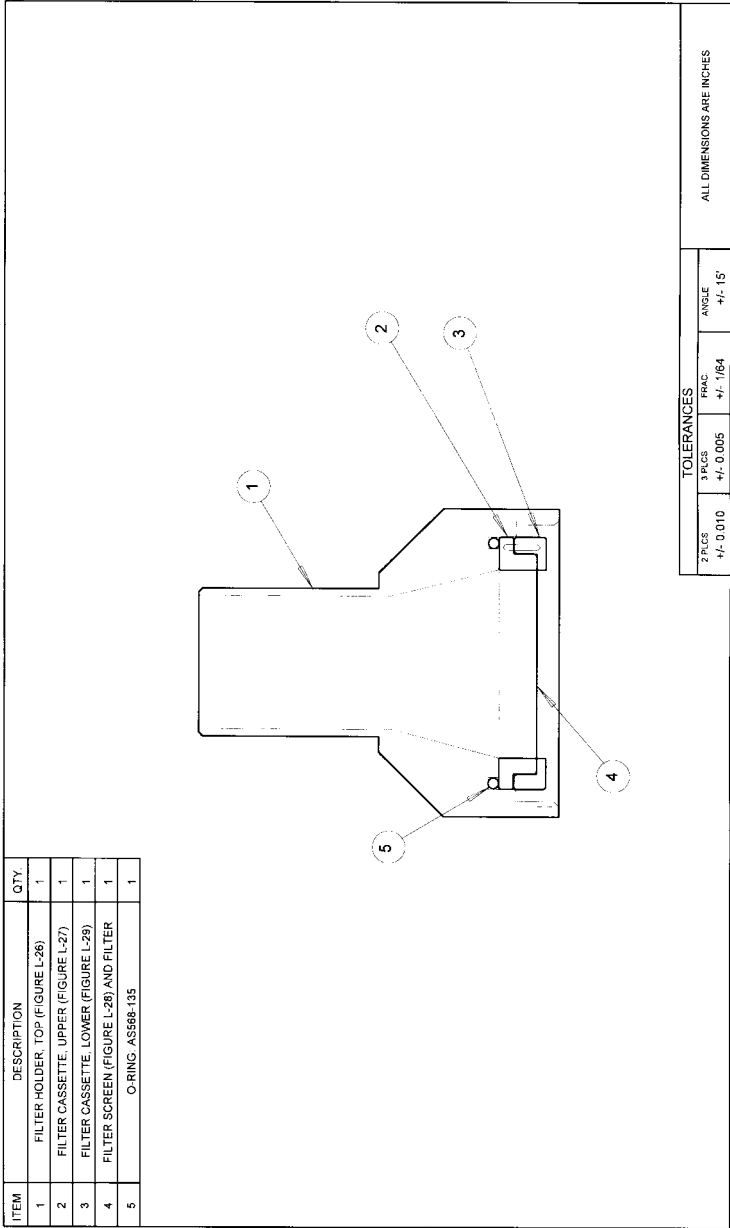 ITEM DESCRIPTION QTY.
1 FILTER HOLDER, TOP (FIGURE L-26) 1
2 FILTER CASSETTE, UPPER (FIGURE L-27) 1
3 FILTER CASSETTE, LOWER (FIGURE L-29) 1
4 FILTER SCREEN (FIGURE L-28) AND FILTER 1
5 O-RING, AS568-135 1
1
2
3
4
5
TOLERANCES
2 PLCS 3 PLCS FRAC. ANGLE
+/- 0.010 +/- 0.005 +/- 1/64 +/- 15'
ALL DIMENSIONS ARE INCHES